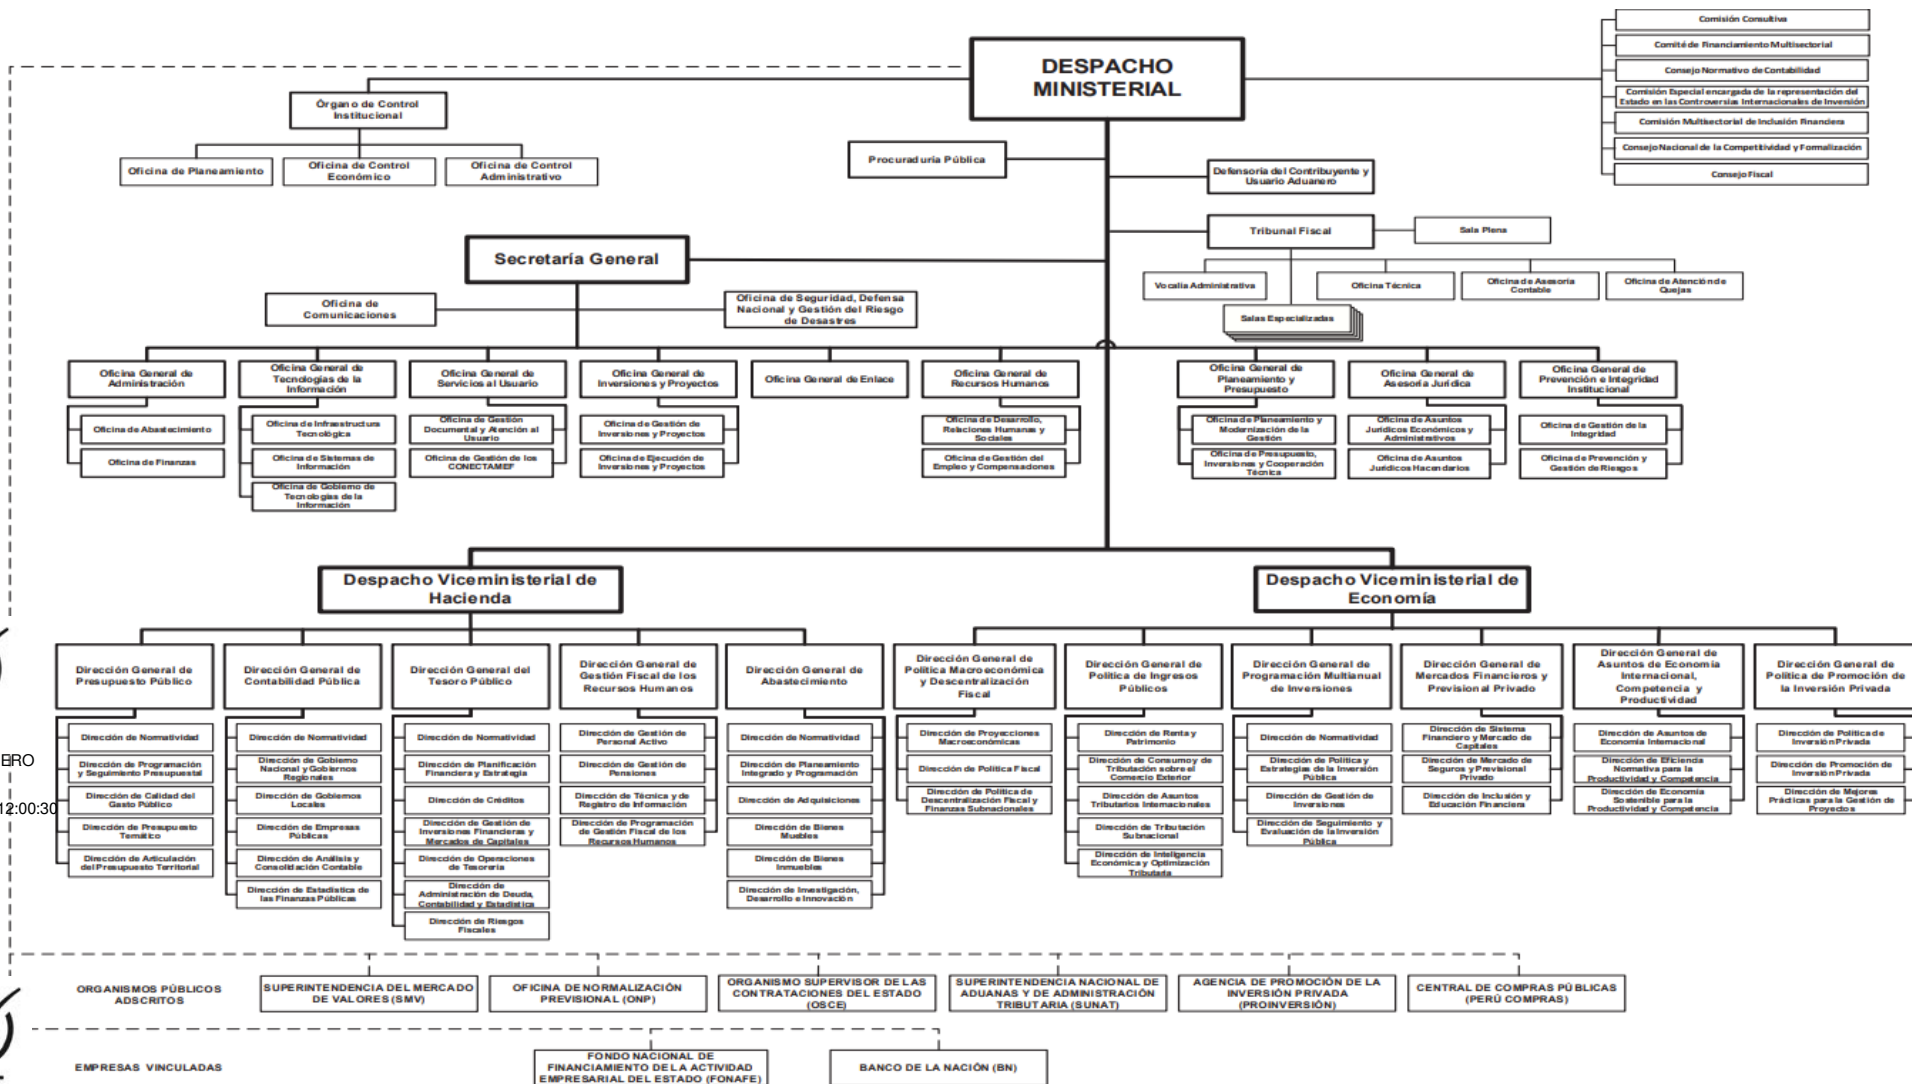 Comisión Consultiva
Comité de Financiamiento Multisectorial
Consejo Normativo de Contabilidad
Comisión Especial encargada de la representación del
Estado en las Controversias Internacionales de Inversión
Comisión Multisectorial de Inclusión Financiera
Consejo Nacional de la Competitividad y Formalización
Consejo Fiscal
DESPACHO
MINISTERIAL
Órgano de Control
Institucional
Oficina de Planeamiento
Oficina de Control
Económico
Oficina de Control
Administrativo
Procuraduría Pública
Defensoría del Contribuyente y
Usuario Aduanero
Tribunal Fiscal
Sala Plena
Vocalía Administrativa
Oficina Técnica
Oficina de Asesoría
Contable
Oficina de Atención de
Quejas
Salas Especializadas
Secretaría General
Oficina de
Comunicaciones
Oficina de Seguridad, Defensa
Nacional y Gestión del Riesgo
de Desastres
Oficina General de
Administración
Oficina de Abastecimiento
Oficina de Finanzas
Oficina General de
Tecnologías de la
Información
Oficina de Infraestructura
Tecnológica
Oficina de Sistemas de
Información
Oficina de Gobierno de
Tecnologías de la
Información
Oficina General de
Servicios al Usuario
Oficina de Gestión
Documental y Atención al
Usuario
Oficina de Gestión de los
CONECTAMEF
Oficina General de
Inversiones y Proyectos
Oficina de Gestión de
Inversiones y Proyectos
Oficina de Ejecución de
Inversiones y Proyectos
Oficina General de Enlace
Oficina General de
Recursos Humanos
Oficina de Desarrollo,
Relaciones Humanas y
Sociales
Oficina de Gestión del
Empleo y Compensaciones
Oficina General de
Planeamiento y
Presupuesto
Oficina de Planeamiento y
Modernización de la
Gestión
Oficina de Presupuesto,
Inversiones y Cooperación
Técnica
Oficina General de
Asesoría Jurídica
Oficina de Asuntos
Jurídicos Económicos y
Administrativos
Oficina de Asuntos
Jurídicos Hacendarios
Oficina General de
Prevención e Integridad
Institucional
Oficina de Gestión de la
Integridad
Oficina de Prevención y
Gestión de Riesgos
Despacho Viceministerial de
Hacienda
Dirección General de
Presupuesto Público
Dirección de Normatividad
Dirección de Programación
y Seguimiento Presupuestal
Dirección de Calidad del
Gasto Público
Dirección de Presupuesto
Temático
Dirección de Articulación
del Presupuesto Territorial
Dirección General de
Contabilidad Pública
Dirección de Normatividad
Dirección de Gobierno
Nacional y Gobiernos
Regionales
Dirección de Gobiernos
Locales
Dirección de Empresas
Públicas
Dirección de Análisis y
Consolidación Contable
Dirección de Estadística de
las Finanzas Públicas
Dirección General del
Tesoro Público
Dirección de Normatividad
Dirección de Planificación
Financiera y Estrategia
Dirección de Créditos
Dirección de Gestión de
Inversiones Financieras y
Mercados de Capitales
Dirección de Operaciones
de Tesorería
Dirección de
Administración de Deuda,
Contabilidad y Estadística
Dirección de Riesgos
Fiscales
Dirección General de
Gestión Fiscal de los
Recursos Humanos
Dirección de Gestión de
Personal Activo
Dirección de Gestión de
Pensiones
Dirección de Técnica y de
Registro de Información
Dirección de Programación
de Gestión Fiscal de los
Recursos Humanos
Dirección General de
Abastecimiento
Dirección de Normatividad
Dirección de Planeamiento
Integrado y Programación
Dirección de Adquisiciones
Dirección de Bienes
Muebles
Dirección de Bienes
Inmuebles
Dirección de Investigación,
Desarrollo e Innovación
Despacho Viceministerial de
Economía
Dirección General de
Política Macroeconómica
y Descentralización
Fiscal
Dirección de Proyecciones
Macroeconómicas
Dirección de Política Fiscal
Dirección de Política de
Descentralización Fiscal y
Finanzas Subnacionales
Dirección General de
Política de Ingresos
Públicos
Dirección de Renta y
Patrimonio
Dirección de Consumo y de
Tributación sobre el
Comercio Exterior
Dirección de Asuntos
Tributarios Internacionales
Dirección de Tributación
Subnacional
Dirección de Inteligencia
Económica y Optimización
Tributaria
Dirección General de
Programación Multianual
de Inversiones
Dirección de Normatividad
Dirección de Política y
Estrategias de la Inversión
Pública
Dirección de Gestión de
Inversiones
Dirección de Seguimiento y
Evaluación de la Inversión
Pública
Dirección General de
Mercados Financieros y
Previsional Privado
Dirección de Sistema
Financiero y Mercado de
Capitales
Dirección de Mercado de
Seguros y Previsional
Privado
Dirección de Inclusión y
Educación Financiera
Dirección General de
Asuntos de Economía
Internacional,
Competencia y
Productividad
Dirección de Asuntos de
Economía Internacional
Dirección de Eficiencia
Normativa para la
Productividad y Competencia
Dirección de Economía
Sostenible para la
Productividad y Competencia
Dirección General de
Política de Promoción de
la Inversión Privada
Dirección de Política de
Inversión Privada
Dirección de Promoción de
Inversión Privada
Dirección de Mejores
Prácticas para la Gestión de
Proyectos
ERO
12:00:30
ORGANISMOS PÚBLICOS
ADSCRITOS
SUPERINTENDENCIA DEL MERCADO
DE VALORES (SMV)
OFICINA DE NORMALIZACIÓN
PREVISIONAL (ONP)
ORGANISMO SUPERVISOR DE LAS
CONTRATACIONES DEL ESTADO
(OSCE)
SUPERINTENDENCIA NACIONAL DE
ADUANAS Y DE ADMINISTRACIÓN
TRIBUTARIA (SUNAT)
AGENCIA DE PROMOCIÓN DE LA
INVERSIÓN PRIVADA
(PROINVERSIÓN)
CENTRAL DE COMPRAS PÚBLICAS
(PERÚ COMPRAS)
EMPRESAS VINCULADAS
FONDO NACIONAL DE
FINANCIAMIENTO DE LA ACTIVIDAD
EMPRESARIAL DEL ESTADO (FONAFE)
BANCO DE LA NACIÓN (BN)